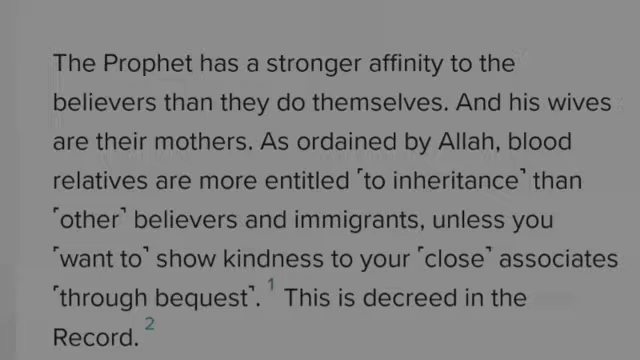 The Prophet has a stronger affinity to the
believers than they do themselves. And his wives
are their mothers. As ordained by Allah, blood
relatives are more entitled ˹to inheritance˺ than
˹other˺ believers and immigrants, unless you
˹want to˺ show kindness to your ˹close˺ associates
˹through bequest˺. 1 This is decreed in the
Record. 2